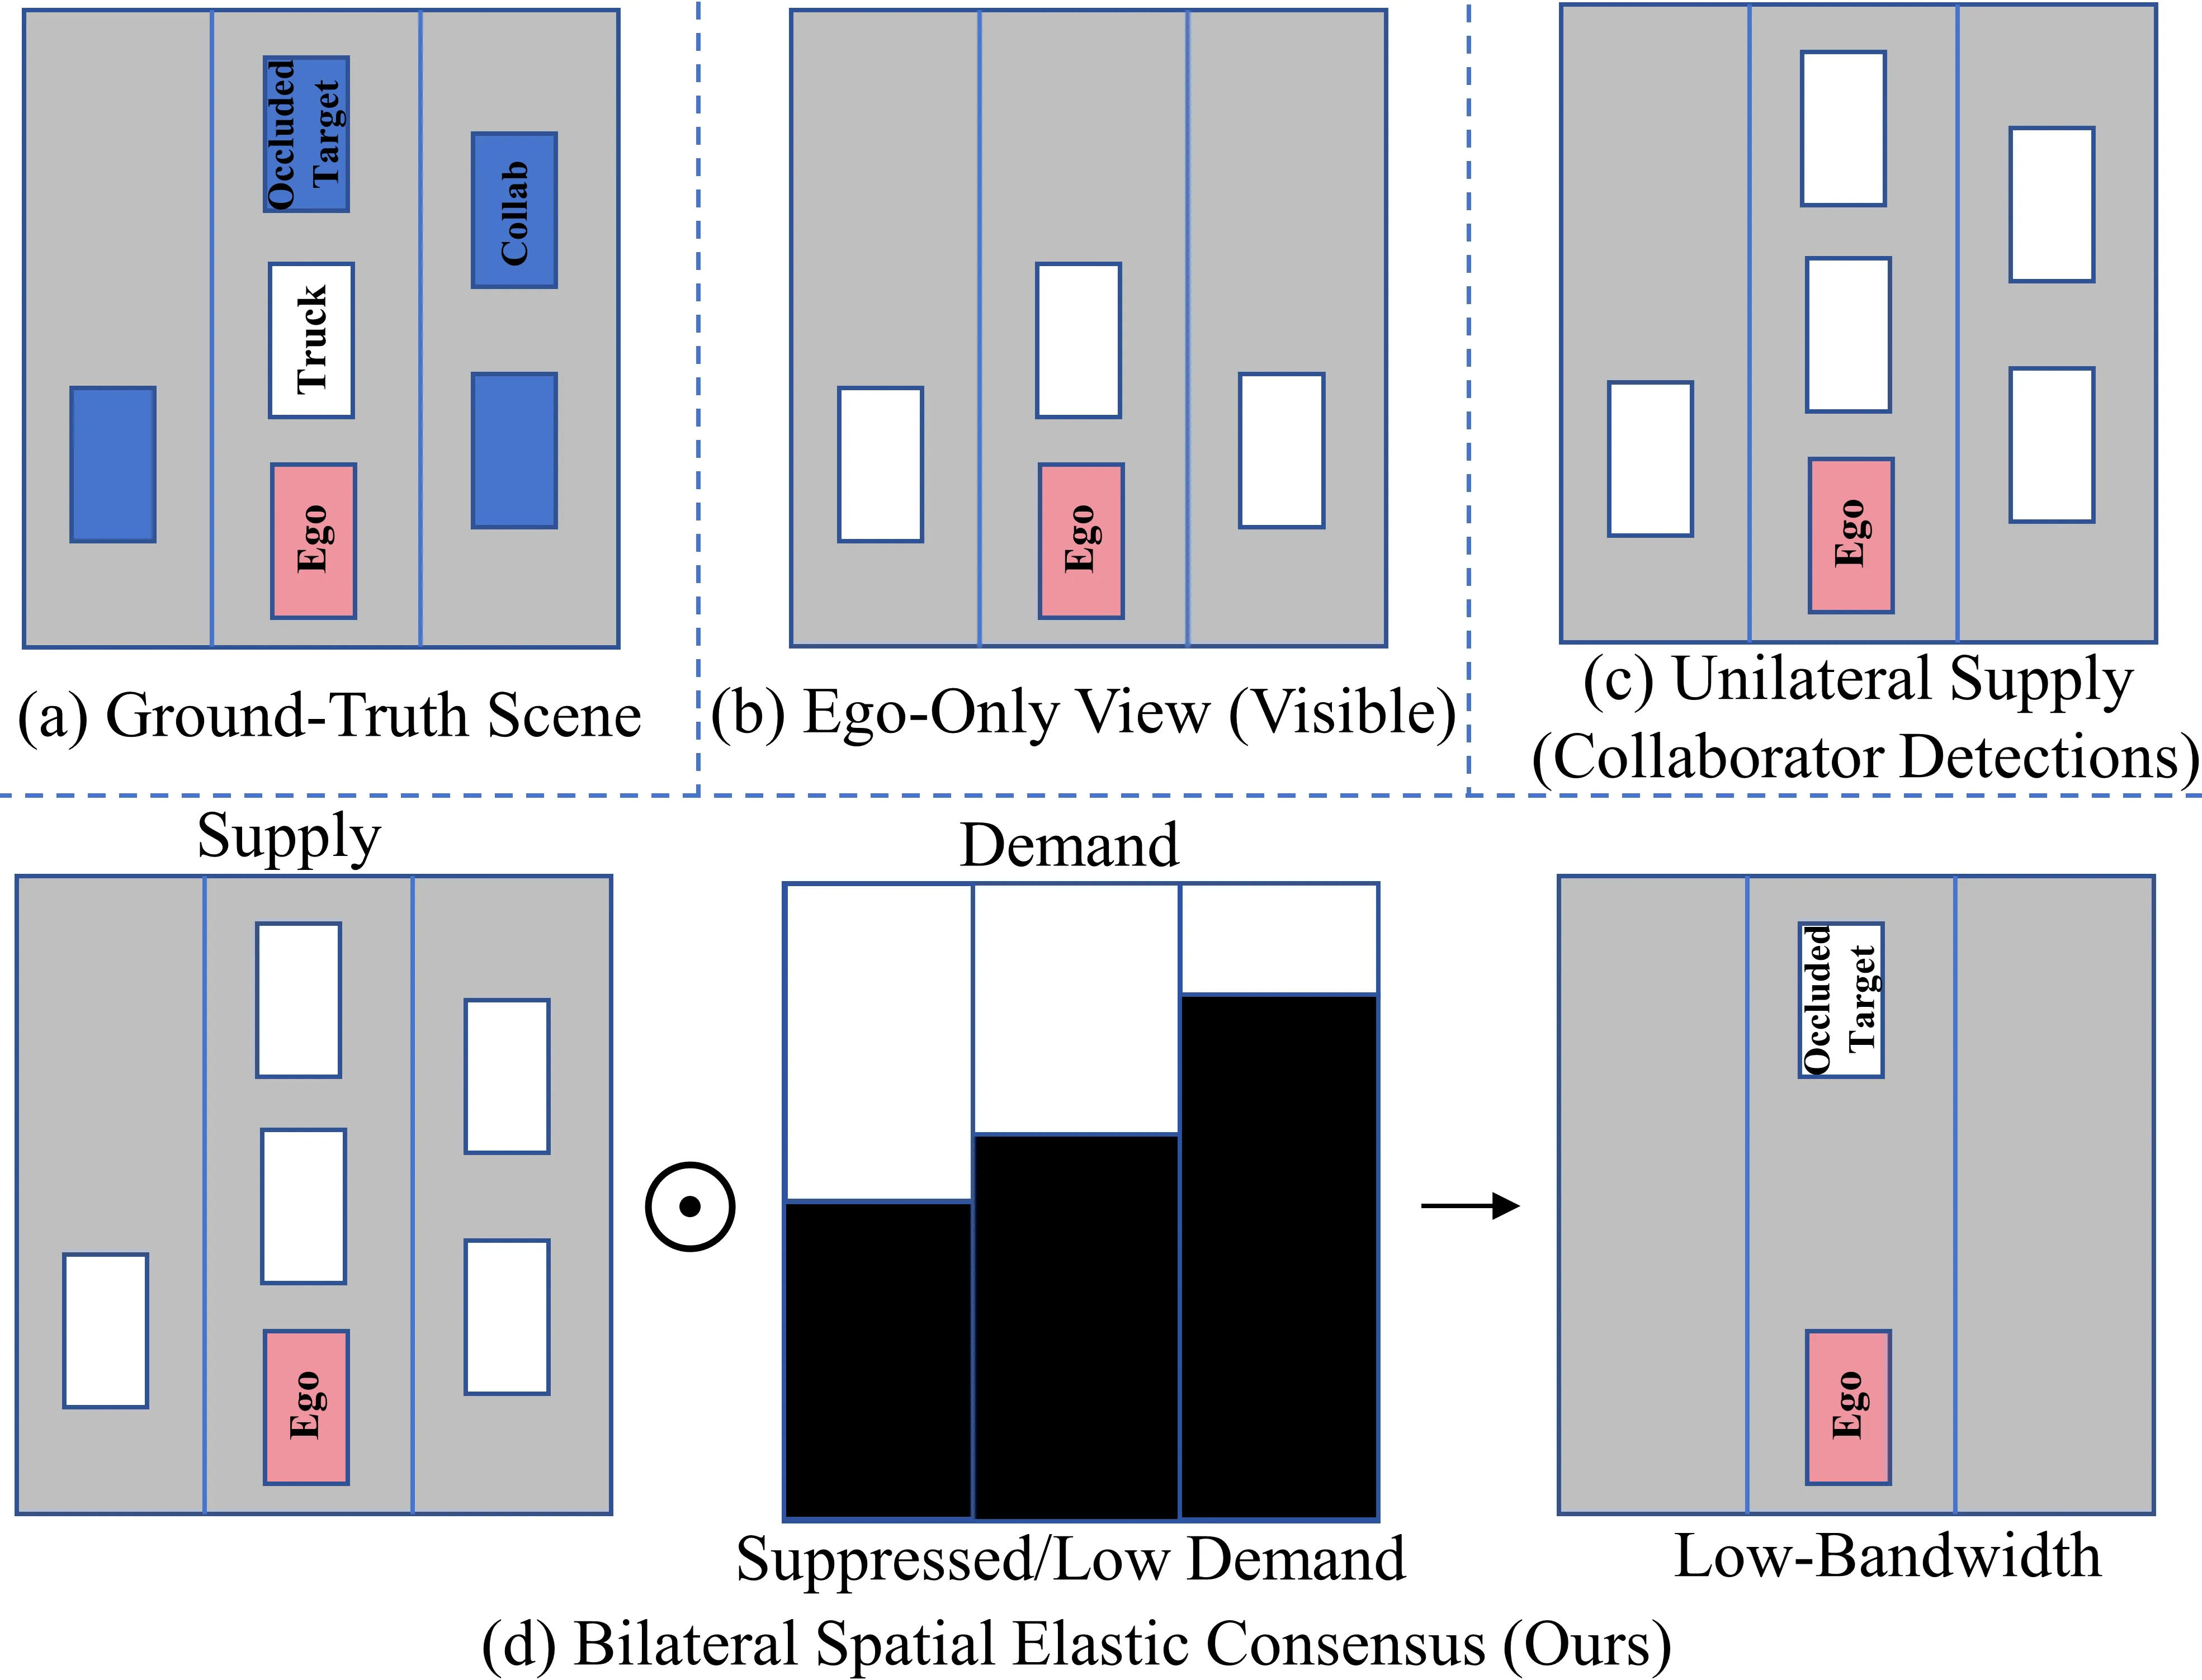 Occluded
Target
Collab
Truck
Ego
(a) Ground-Truth Scene
Ego
(b) Ego-Only View (Visible)
Ego
(c) Unilateral Supply
(Collaborator Detections)
Supply
Ego
Demand
Suppressed/Low Demand
Occluded
Target
Ego
Low-Bandwidth
(d) Bilateral Spatial Elastic Consensus (Ours)